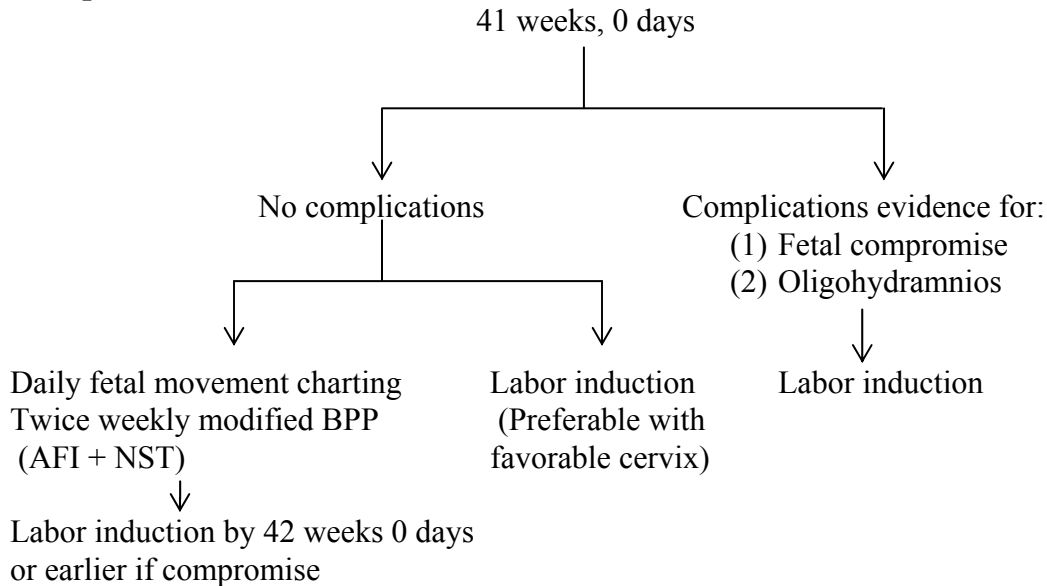 41 weeks, 0 days
No complications
Complications evidence for:
(1) Fetal compromise
(2) Oligohydramnios
Daily fetal movement charting
Twice weekly modified BPP
(AFI + NST)
Labor induction
(Preferable with
favorable cervix)
Labor induction
Labor induction by 42 weeks 0 days
or earlier if compromise